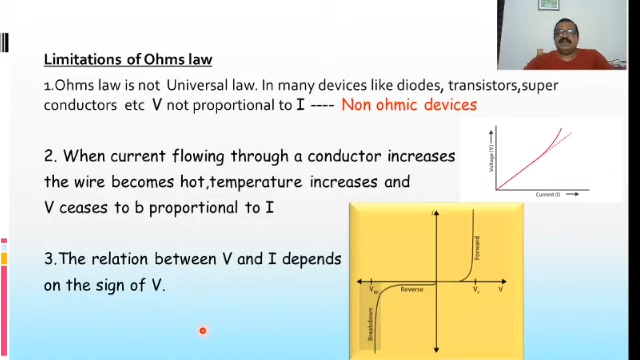 Limitations of Ohms law
1.Ohms law is not Universal law. In many devices like diodes, transistors,super
conductors etc V not proportional to I ---- Non ohmic devices
2. When current flowing through a conductor increases
the wire becomes hot,temperature increases and
V ceases to b proportional to I
Voltage (V)
Current (I)
3.The relation between V and I depends
on the sign of V.
I
Forward
Reverse
V
Breakdown